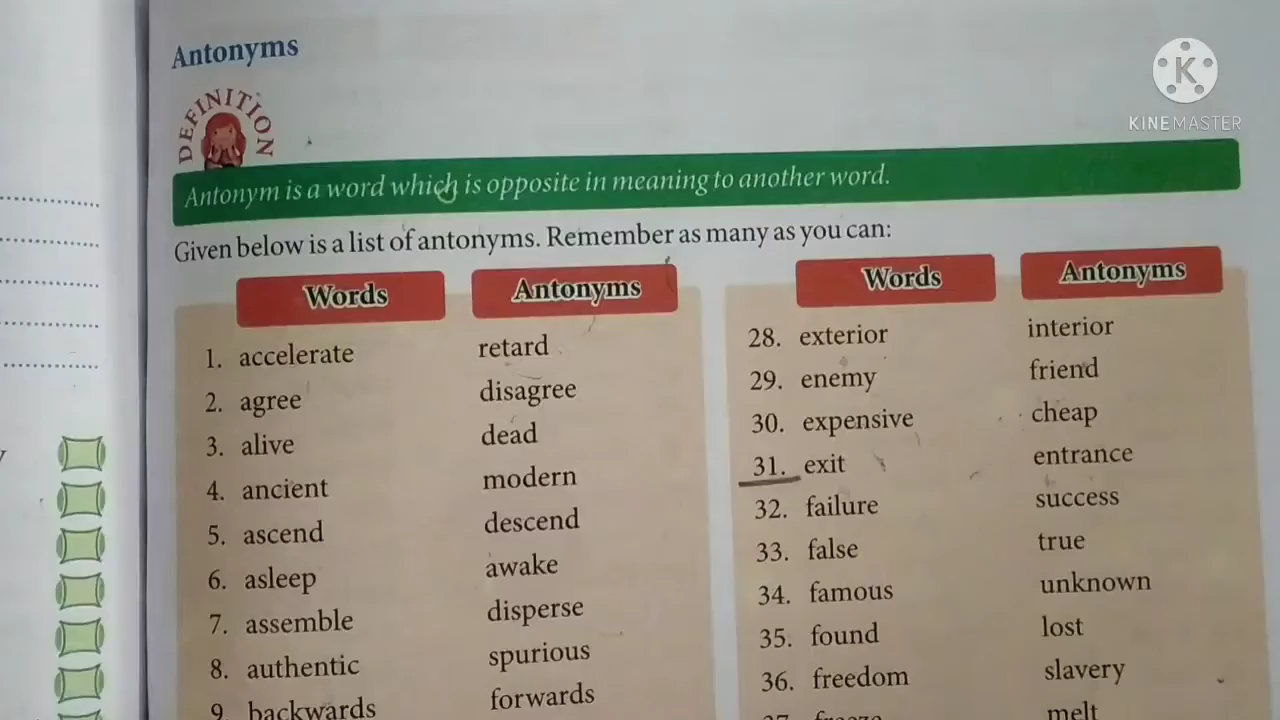 Antonyms
DEFINITION
K
KINEMASTER
Antonym is a word which is opposite in meaning to another word.
Given below is a list of antonyms. Remember as many as you can:
Words Antonyms
1. accelerate retard
2. agree disagree
3. alive dead
4. ancient modern
5. ascend descend
6. asleep awake
7. assemble disperse
8. authentic spurious
9. backwards forwards
Words Antonyms
28. exterior interior
29. enemy friend
30. expensive cheap
31. exit entrance
32. failure success
33. false true
34. famous unknown
35. found lost
36. freedom slavery
37. freeze melt